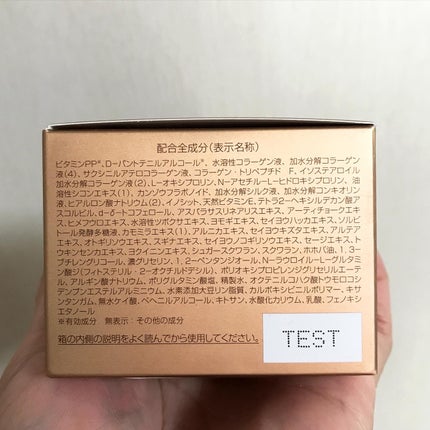 配合全成分(表示名称)
ビタミンPP*、D-パントテニルアルコール*、水溶性コラーゲン液、加水分解コラーゲン
液(4)、サクシニルアテロコラーゲン液、コラーゲン・トリペプチド F、イソステアロイル
加水分解コラーゲン液(2)、L-オキシプロリン、N-アセチル-L-ヒドロキシプロリン、油
溶性シコンエキス(1)、カンゾウフラボノイド、加水分解シルク液、加水分解コンキオリン
液、ヒアルロン酸ナトリウム(2)、イノシット、天然ビタミンE、テトラ2-ヘキシルデカン酸
アスコルビル、d-δ-トコフェロール、アスパラサスリネアリスエキス、アーティチョークエキ
ス、ヒメフウロエキス、水溶性ツボクサエキス、ヨモギエキス、セイヨウハッカエキス、ソルビ
トール発酵多糖液、カモミラエキス(1)、アルニカエキス、セイヨウキズタエキス、アルテア
エキス、オトギリソウエキス、スギナエキス、セイヨウノコギリソウエキス、セージエキス、ト
ウキンセンカエキス、ヨクイニンエキス、シュガースクワラン、スクワラン、ホホバ油、1,3-
ブチレングリコール、濃グリセリン、1,2-ペンタンジオール、N-ラウロイル-L-グルタミ
ン酸ジ(フィトステリル・2-オクチルドデシル)、ポリオキシプロピレンジグリセリルエーテ
ル、アルギン酸ナトリウム、ポリグルタミン酸塩、精製水、オクテニルコハク酸トウモロコシ
デンプンエステルアルミニウム、水素添加大豆リン脂質、カルボキシビニルポリマー、キサ
ンタンガム、無水ケイ酸、ベヘニルアルコール、キトサン、水酸化カリウム、乳酸、フェノキシ
エタノール
*有効成分 無表示:その他の成分
箱の内側の説明をよく読んでから使用してください。
TEST